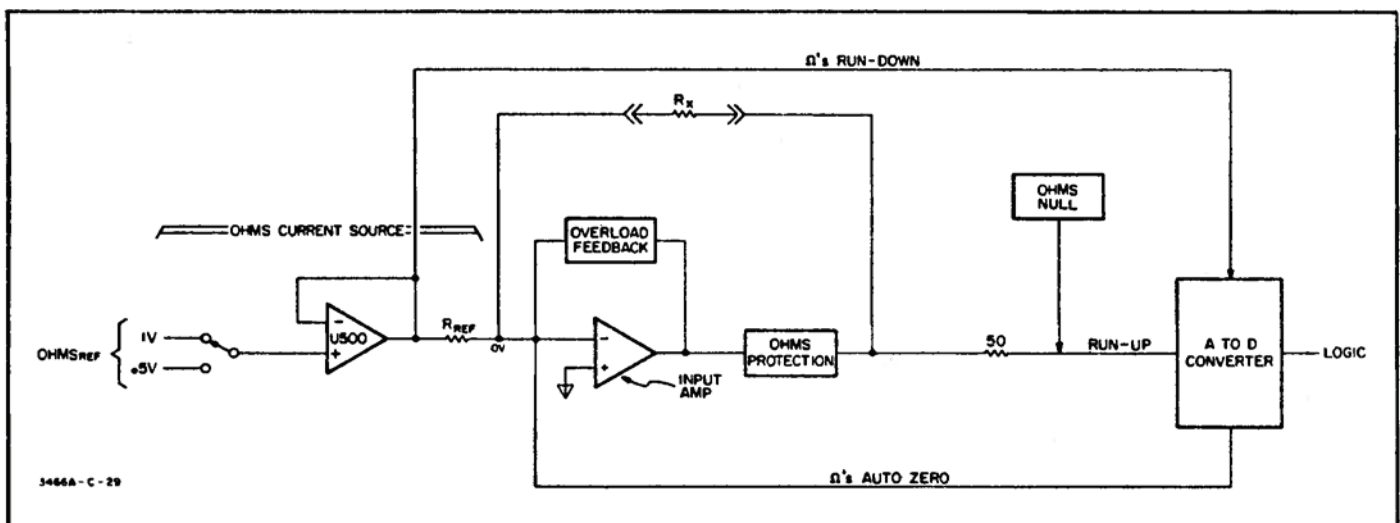 Ω's RUN-DOWN
Rx
OHMS
NULL
OHMS CURRENT SOURCE
OVERLOAD
FEEDBACK
OHMSREF
1V
.5V
-
U500
+
RREF
0V
-
+
INPUT
AMP
OHMS
PROTECTION
50
RUN-UP
A TO D
CONVERTER
LOGIC
Ω's AUTO ZERO
3466A-C-29